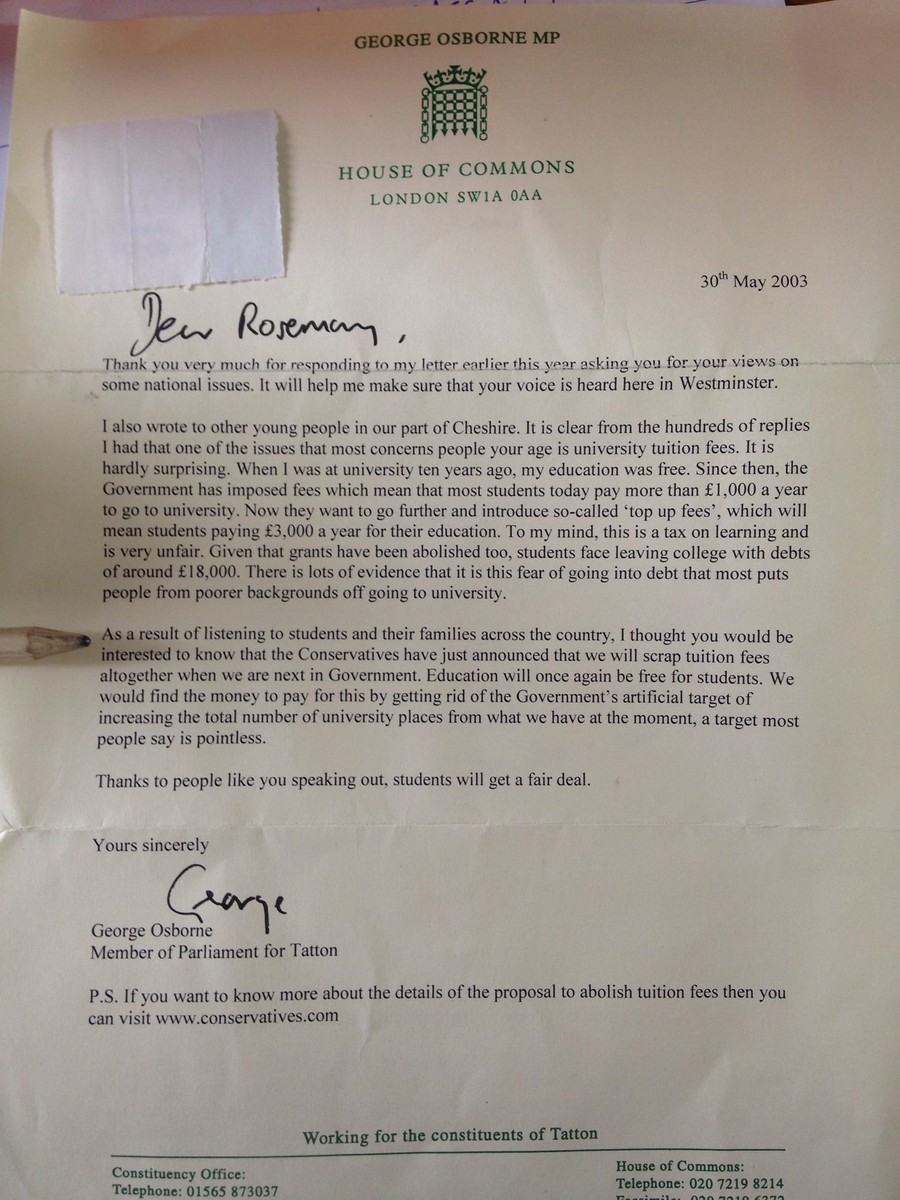 GEORGE OSBORNE MP
HOUSE OF COMMONS
LONDON SW1A 0AA
30th May 2003
Dear Rosemary,
Thank you very much for responding to my letter earlier this year asking you for your views on
some national issues. It will help me make sure that your voice is heard here in Westminster.
I also wrote to other young people in our part of Cheshire. It is clear from the hundreds of replies
I had that one of the issues that most concerns people your age is university tuition fees. It is
hardly surprising. When I was at university ten years ago, my education was free. Since then, the
Government has imposed fees which mean that most students today pay more than £1,000 a year
to go to university. Now they want to go further and introduce so-called ‘top up fees’, which will
mean students paying £3,000 a year for their education. To my mind, this is a tax on learning and
is very unfair. Given that grants have been abolished too, students face leaving college with debts
of around £18,000. There is lots of evidence that it is this fear of going into debt that most puts
people from poorer backgrounds off going to university.
As a result of listening to students and their families across the country, I thought you would be
interested to know that the Conservatives have just announced that we will scrap tuition fees
altogether when we are next in Government. Education will once again be free for students. We
would find the money to pay for this by getting rid of the Government’s artificial target of
increasing the total number of university places from what we have at the moment, a target most
people say is pointless.
Thanks to people like you speaking out, students will get a fair deal.
Yours sincerely
George
George Osborne
Member of Parliament for Tatton
P.S. If you want to know more about the details of the proposal to abolish tuition fees then you
can visit www.conservatives.com
Working for the constituents of Tatton
Constituency Office:
Telephone: 01565 873037
House of Commons:
Telephone: 020 7219 8214